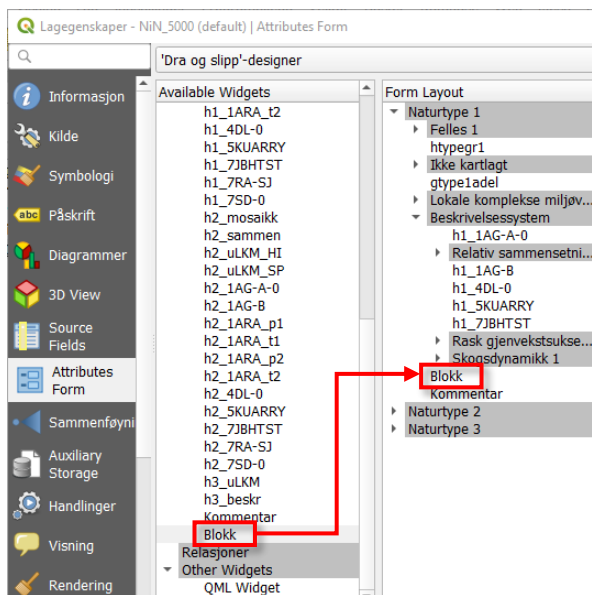 Lagegenskaper - NiN_5000 (default) | Attributes Form
'Dra og slipp'-designer
Informasjon
Kilde
Symbologi
abc Påskrift
Diagrammer
3D View
Source
Fields
Attributes
Form
Sammenføyni
Auxiliary
Storage
Handlinger
Visning
Rendering
Available Widgets
h1_1ARA_t2
h1_4DL-0
h1_5KUARRY
h1_7JBHTST
h1_7RA-SJ
h1_7SD-0
h2_mosaikk
h2_sammen
h2_uLKM_HI
h2_uLKM_SP
h2_1AG-A-0
h2_1AG-B
h2_1ARA_p1
h2_1ARA_t1
h2_1ARA_p2
h2_1ARA_t2
h2_4DL-0
h2_5KUARRY
h2_7JBHTST
h2_7RA-SJ
h2_7SD-0
h3_uLKM
h3_beskr
Kommentar
Blokk
Relasjoner
Other Widgets
QML Widget
Form Layout
Naturtype 1
Felles 1
htypegr1
Ikke kartlagt
gtype1adel
Lokale komplekse miljøv...
Beskrivelsessystem
h1_1AG-A-0
Relativ sammensetni...
h1_1AG-B
h1_4DL-0
h1_5KUARRY
h1_7JBHTST
Rask gjenvekstsukse...
Skogsdynamikk 1
Blokk
Kommentar
Naturtype 2
Naturtype 3